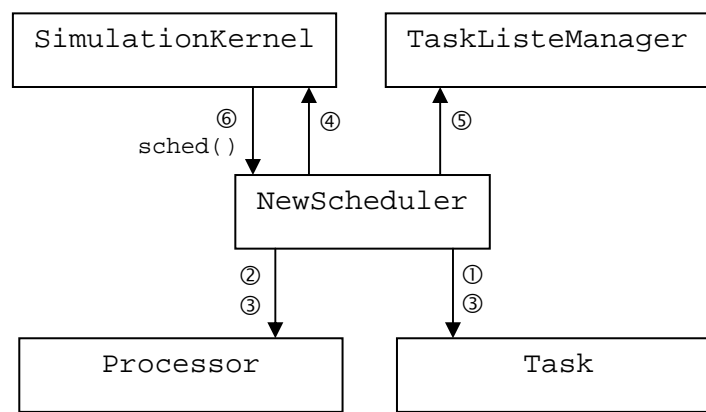 SimulationKernel
TaskListeManager
⑥
④
⑤
sched()
NewScheduler
②
①
③
③
Processor
Task